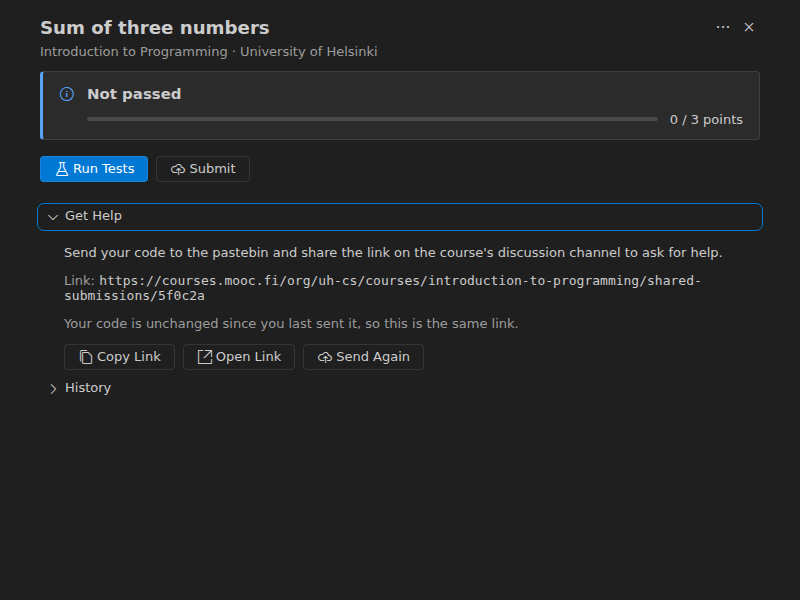 Sum of three numbers
Introduction to Programming · University of Helsinki
Not passed
0 / 3 points
Run Tests
Submit
Get Help
Send your code to the pastebin and share the link on the course's discussion channel to ask for help.
Link: https://courses.mooc.fi/org/uh-cs/courses/introduction-to-programming/shared-
submissions/5f0c2a
Your code is unchanged since you last sent it, so this is the same link.
Copy Link
Open Link
Send Again
History